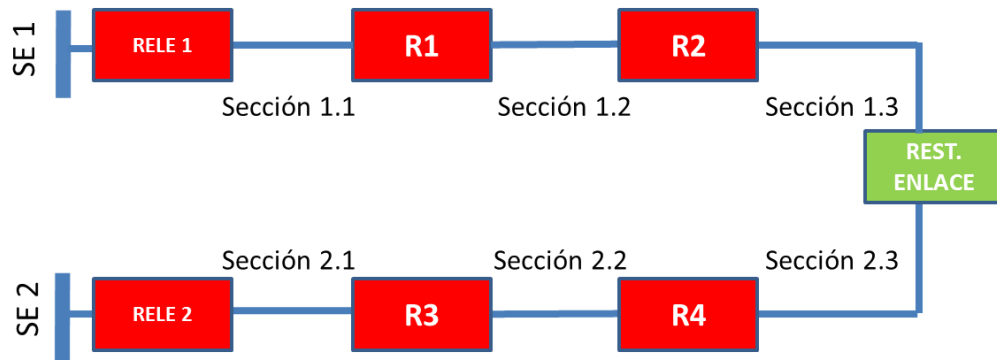 SE 1
RELE 1
R1
R2
Sección 1.1
Sección 1.2
Sección 1.3
REST.
ENLACE
Sección 2.1
Sección 2.2
Sección 2.3
SE 2
RELE 2
R3
R4